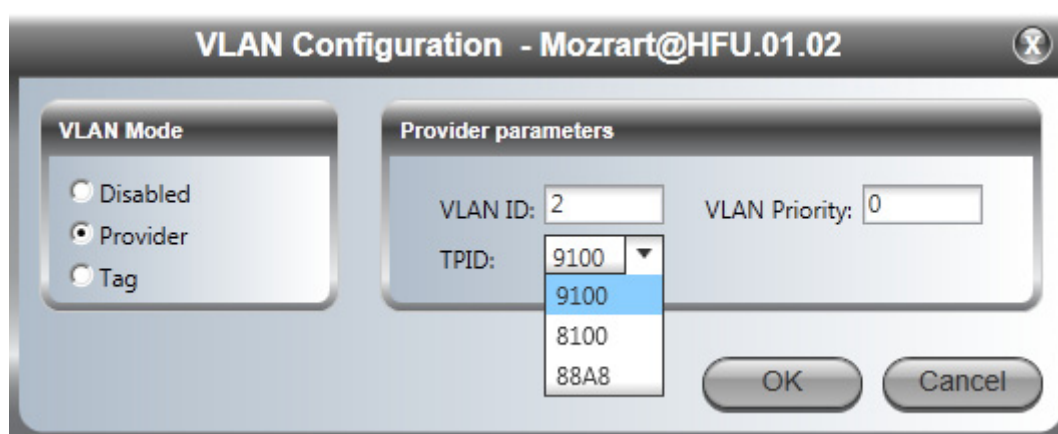 VLAN Configuration - Mozrart@HFU.01.02
X
VLAN Mode
Disabled
Provider
Tag
Provider parameters
VLAN ID: 2
VLAN Priority: 0
TPID: 9100
9100
8100
88A8
OK
Cancel